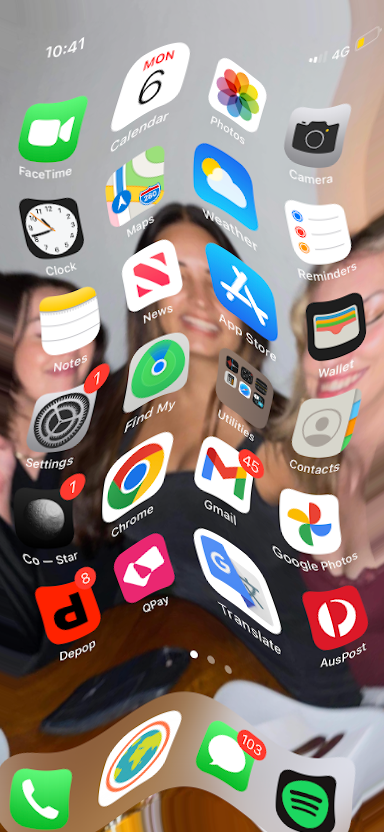 10:41
4G
MON
6
FaceTime
Calendar
Photos
Camera
280
Clock
Maps
Weather
Reminders
Notes
News
App Store
Wallet
1
Settings
Find My
Utilities
Contacts
1
45
Co — Star
Chrome
Gmail
Google Photos
8
G
Depop
QPay
Translate
AusPost
103